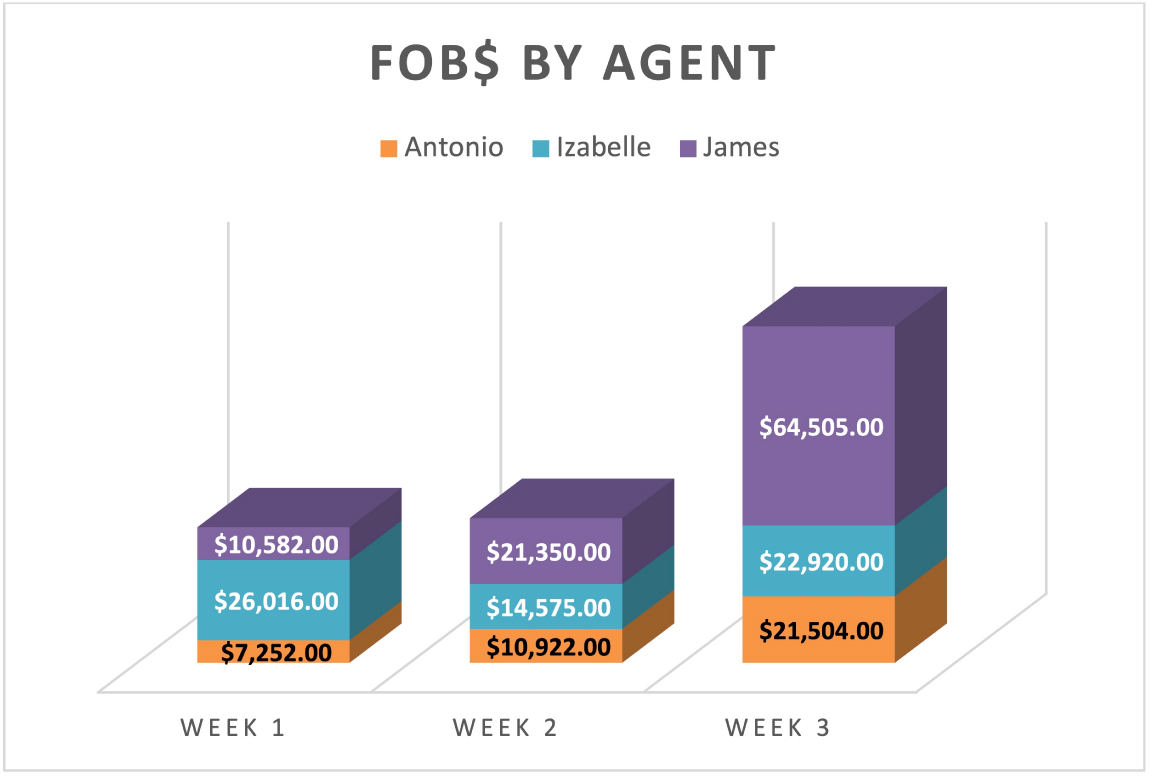 FOB$ BY AGENT
Antonio Izabelle James
$64,505.00
$10,582.00 $21,350.00 $22,920.00
$26,016.00 $14,575.00 $21,504.00
$7,252.00 $10,922.00
WEEK 1 WEEK 2 WEEK 3